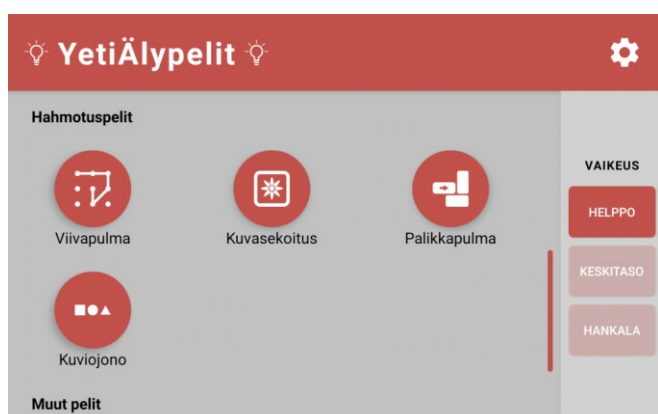 YetiÄlypelit
Hahmotuspelit
Viivapulma
Kuvasekoitus
Palikkapulma
Kuviojono
Muut pelit
VAIKEUS
HELPPO
KESKITASO
HANKALA